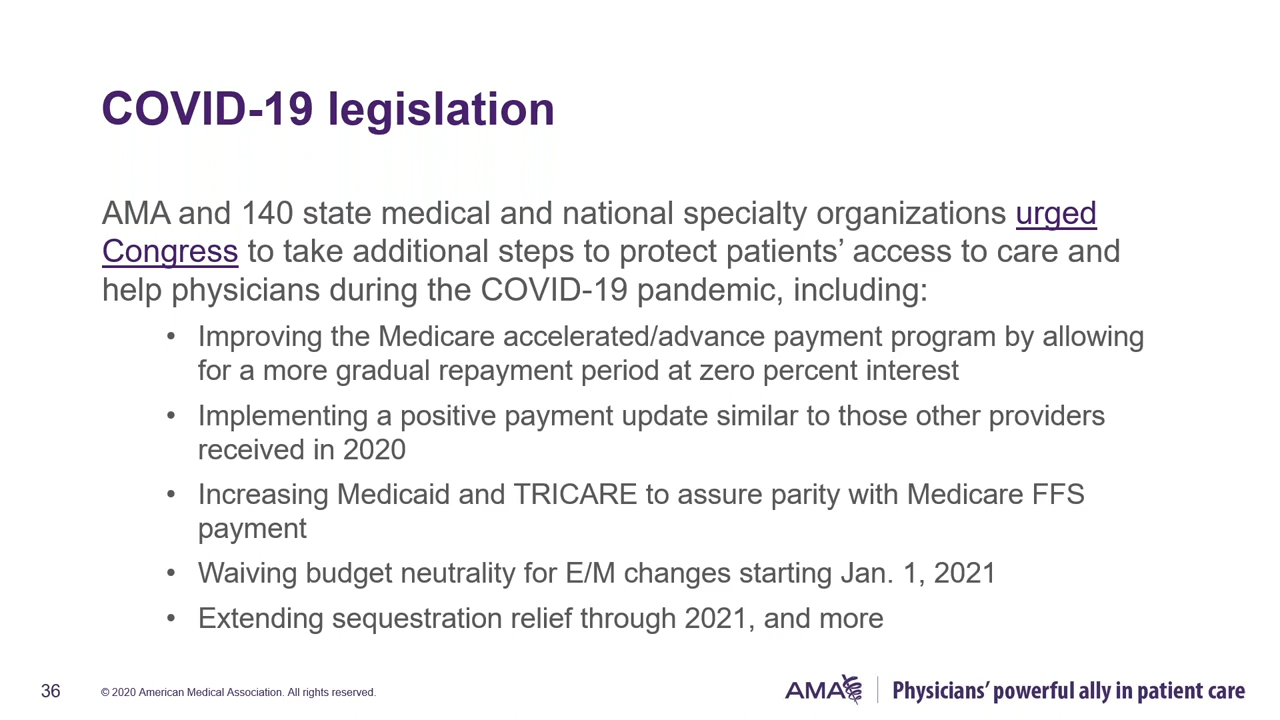 COVID-19 legislation
AMA and 140 state medical and national specialty organizations urged
Congress to take additional steps to protect patients’ access to care and
help physicians during the COVID-19 pandemic, including:
• Improving the Medicare accelerated/advance payment program by allowing
for a more gradual repayment period at zero percent interest
• Implementing a positive payment update similar to those other providers
received in 2020
• Increasing Medicaid and TRICARE to assure parity with Medicare FFS
payment
• Waiving budget neutrality for E/M changes starting Jan. 1, 2021
• Extending sequestration relief through 2021, and more
36
© 2020 American Medical Association. All rights reserved.
AMA
Physicians’ powerful ally in patient care